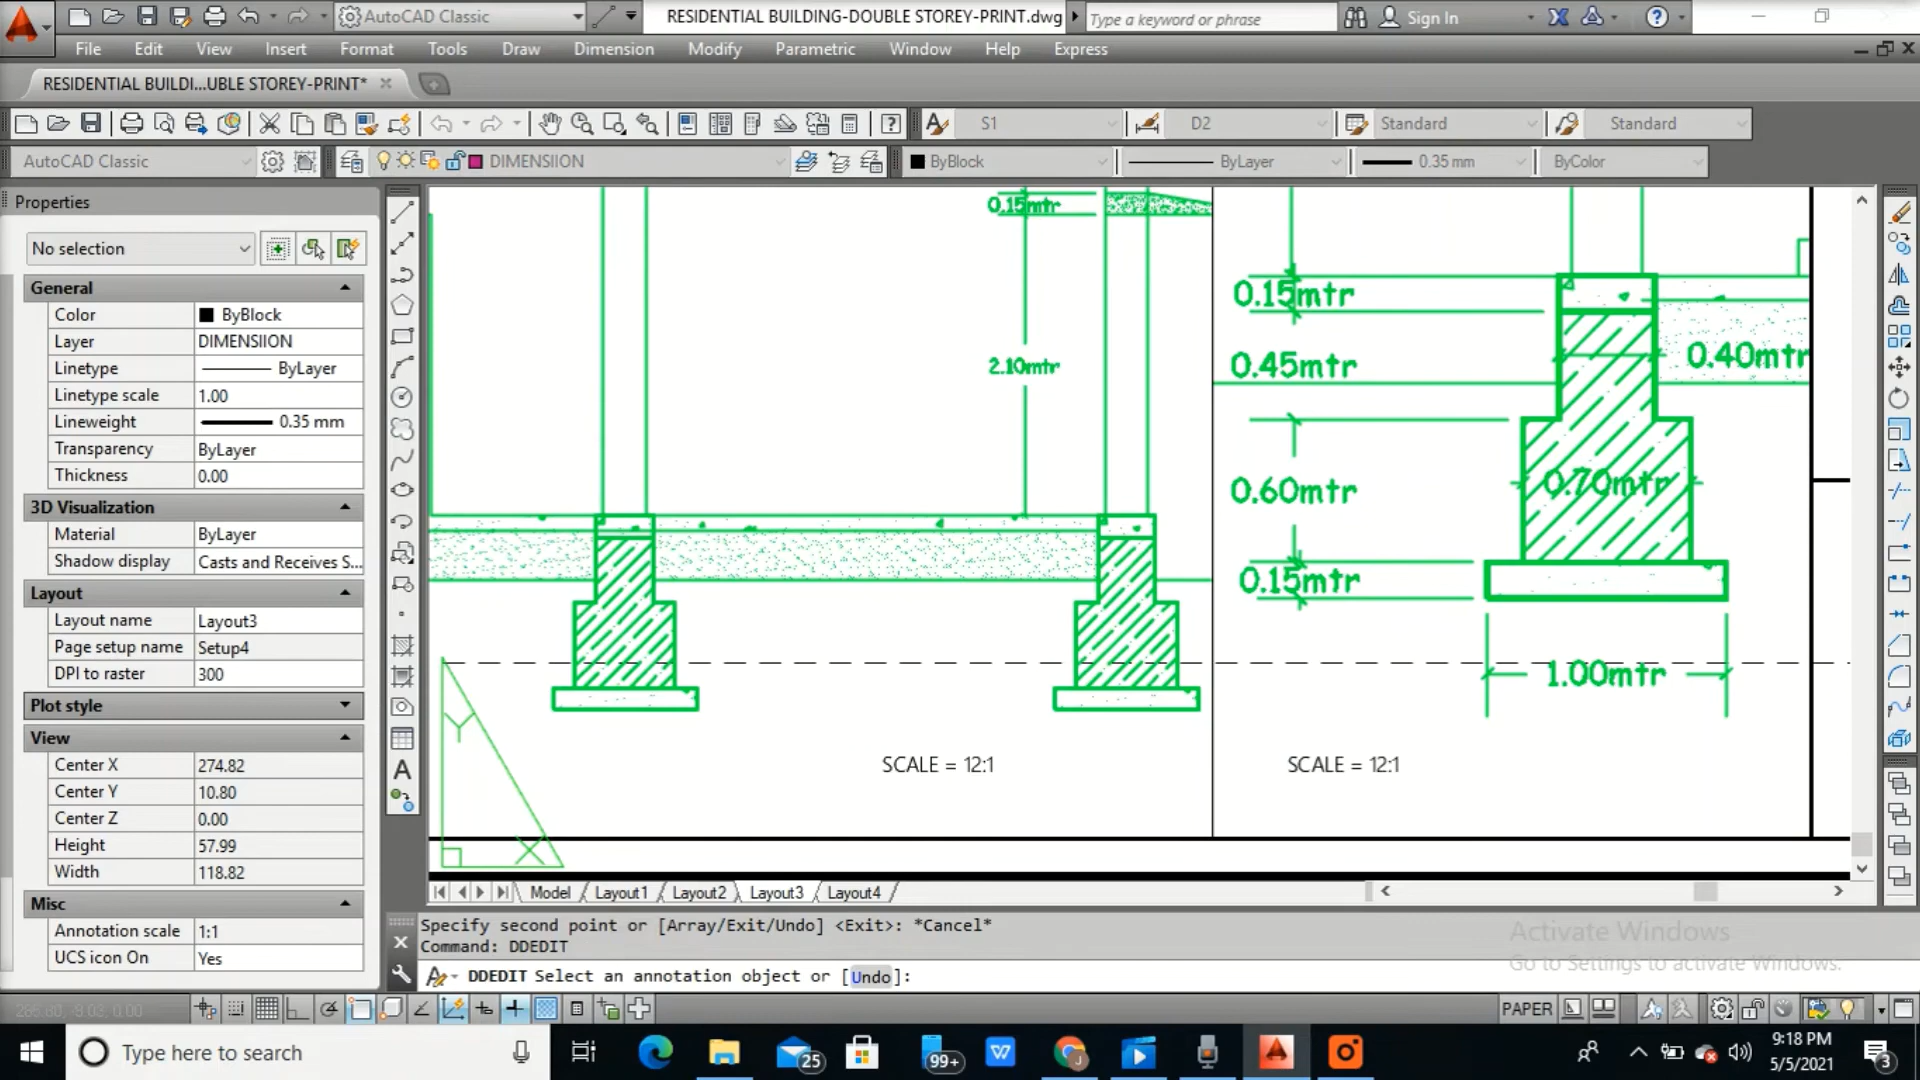 AutoCAD Classic
RESIDENTIAL BUILDING-DOUBLE STOREY-PRINT.dwg
Type a keyword or phrase
Sign In
File Edit View Insert Format Tools Draw Dimension Modify Parametric Window Help Express
RESIDENTIAL BUILDI...UBLE STOREY-PRINT*
S1
D2
Standard
Standard
AutoCAD Classic
DIMENSIION
ByBlock
ByLayer
0.35 mm
ByColor
Properties
No selection
General
Color ByBlock
Layer DIMENSIION
Linetype ByLayer
Linetype scale 1.00
Lineweight 0.35 mm
Transparency ByLayer
Thickness 0.00
3D Visualization
Material ByLayer
Shadow display Casts and Receives S...
Layout
Layout name Layout3
Page setup name Setup4
DPI to raster 300
Plot style
View
Center X 274.82
Center Y 10.80
Center Z 0.00
Height 57.99
Width 118.82
Misc
Annotation scale 1:1
UCS icon On Yes
0.15mtr
2.10mtr
0.15mtr
0.45mtr
0.40mtr
0.60mtr
0.70mtr
0.15mtr
1.00mtr
Y
X
SCALE = 12:1
SCALE = 12:1
Model Layout1 Layout2 Layout3 Layout4
Specify second point or [Array/Exit/Undo] <Exit>: *Cancel*
Command: DDEDIT
DDEDIT Select an annotation object or [Undo]:
Activate Windows
Go to Settings to activate Windows.
PAPER
Type here to search
25
99+
9:18 PM
5/5/2021
3